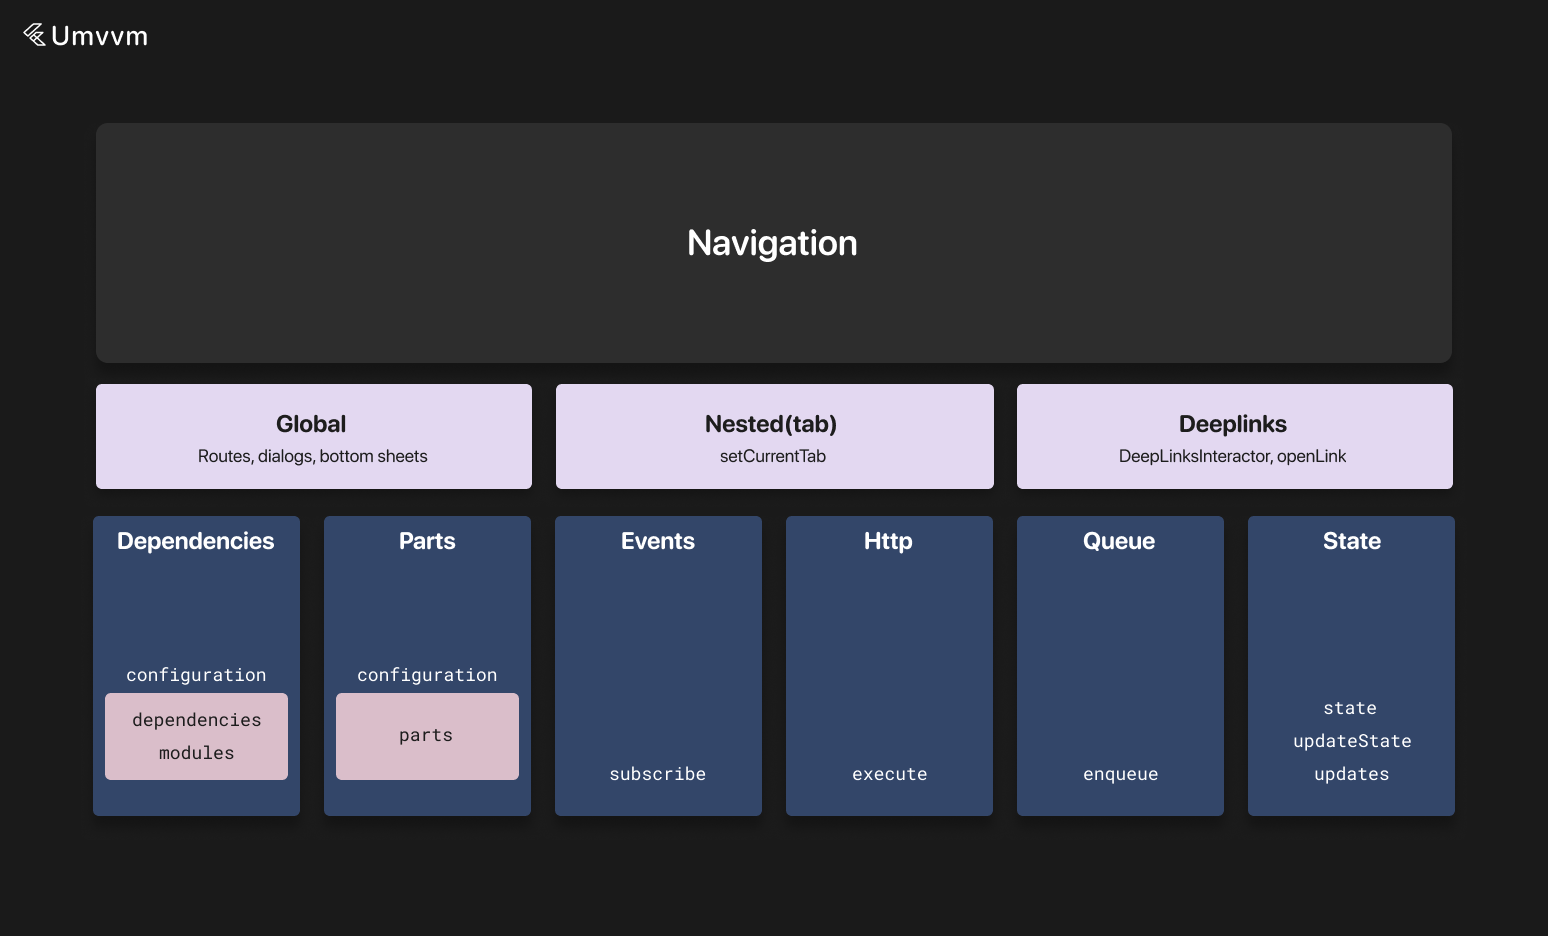 Umvvm
Navigation
Global
Routes, dialogs, bottom sheets
Nested(tab)
setCurrentTab
Deeplinks
DeepLinksInteractor, openLink
Dependencies
configuration
dependencies
modules
Parts
configuration
parts
Events
subscribe
Http
execute
Queue
enqueue
State
state
updateState
updates